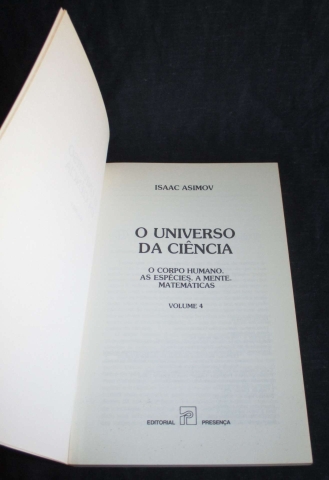 ISAAC ASIMOV
O UNIVERSO
DA CIÊNCIA
O CORPO HUMANO.
AS ESPÉCIES. A MENTE.
MATEMÁTICAS
VOLUME 4
EDITORIAL PRESENÇA